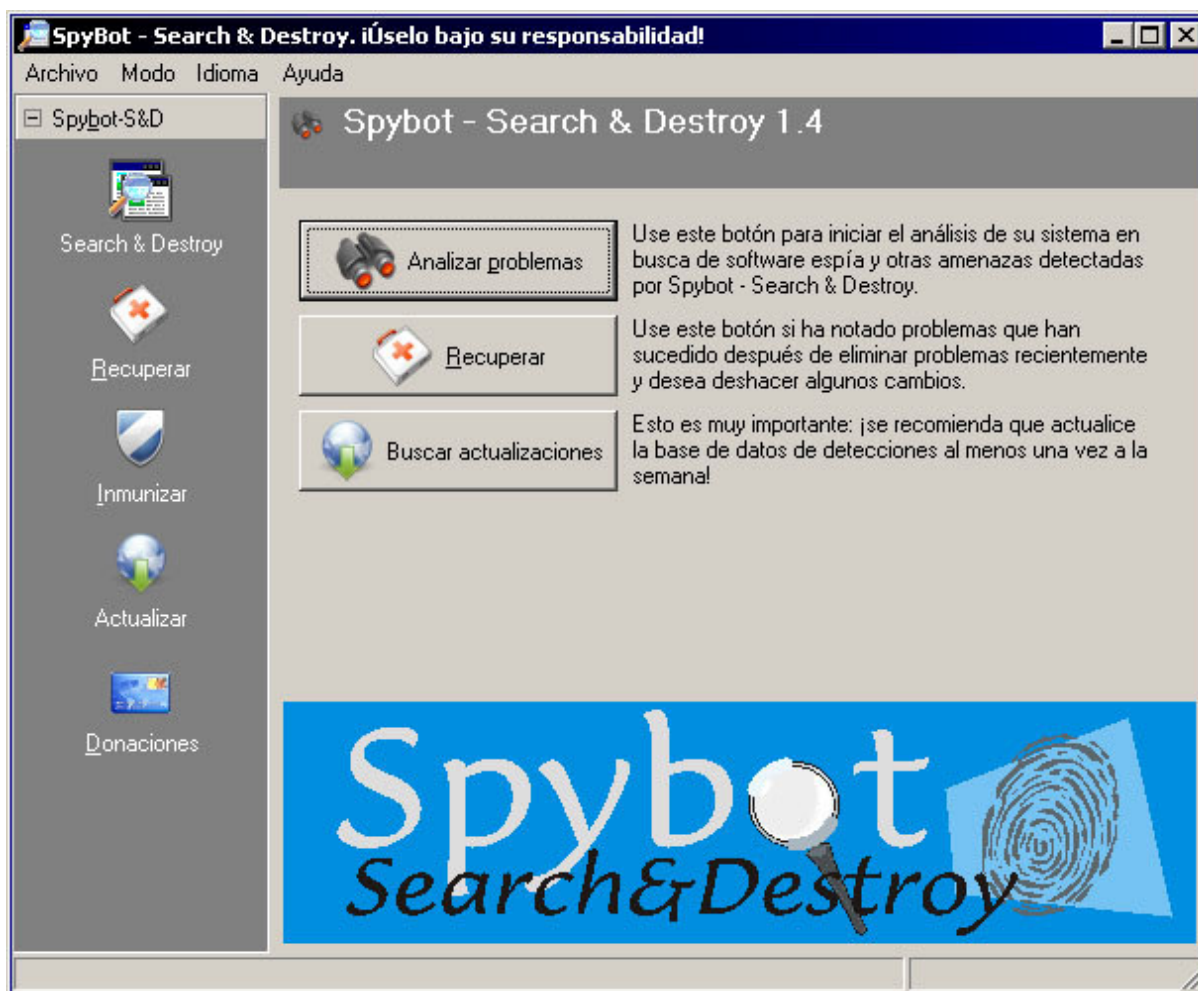 SpyBot - Search & Destroy. ¡Úselo bajo su responsabilidad!
Archivo Modo Idioma Ayuda
Spybot-S&D
Search & Destroy
Recuperar
Inmunizar
Actualizar
Donaciones
Spybot - Search & Destroy 1.4
Analizar problemas
Use este botón para iniciar el análisis de su sistema en
busca de software espía y otras amenazas detectadas
por Spybot - Search & Destroy.
Recuperar
Use este botón si ha notado problemas que han
sucedido después de eliminar problemas recientemente
y desea deshacer algunos cambios.
Buscar actualizaciones
Esto es muy importante: ¡se recomienda que actualice
la base de datos de detecciones al menos una vez a la
semana!
Spybot
Search&Destroy